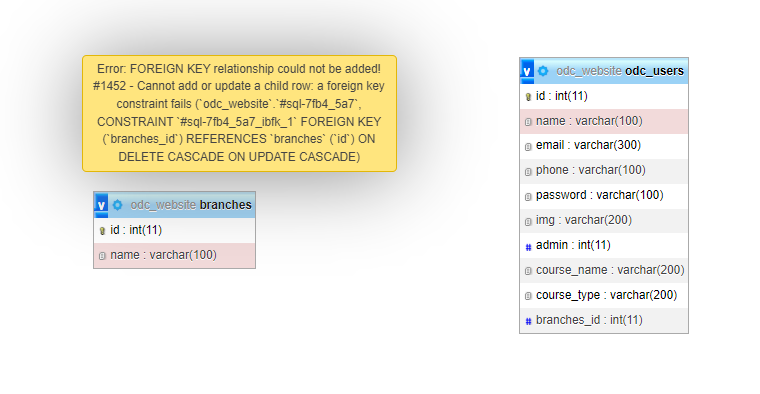 Error: FOREIGN KEY relationship could not be added!
#1452 - Cannot add or update a child row: a foreign key
constraint fails (`odc_website`.`#sql-7fb4_5a7`,
CONSTRAINT `#sql-7fb4_5a7_ibfk_1` FOREIGN KEY
(`branches_id`) REFERENCES `branches` (`id`) ON
DELETE CASCADE ON UPDATE CASCADE)
v odc_website branches
id : int(11)
name : varchar(100)
v odc_website odc_users
id : int(11)
name : varchar(100)
email : varchar(300)
phone : varchar(100)
password : varchar(100)
img : varchar(200)
# admin : int(11)
course_name : varchar(200)
course_type : varchar(200)
# branches_id : int(11)